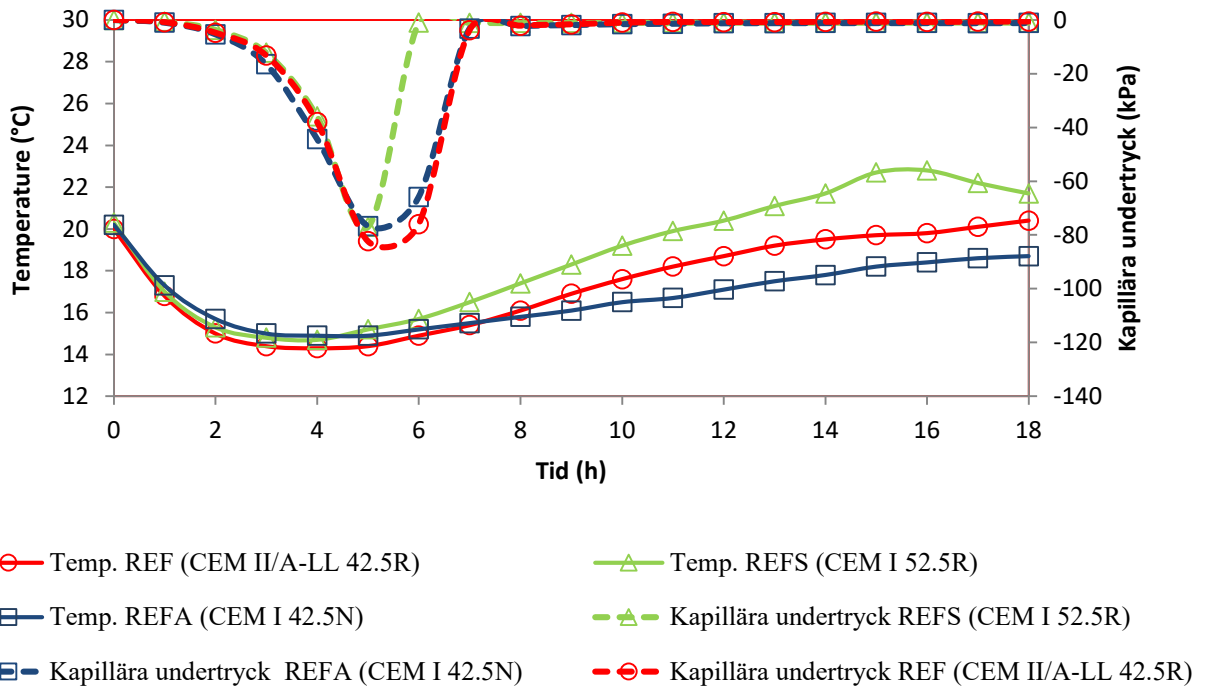 30
28
26
24
22
20
18
16
14
12
Temperature (°C)
0
-20
-40
-60
-80
-100
-120
-140
Kapillära undertryck (kPa)
0 2 4 6 8 10 12 14 16 18
Tid (h)
Temp. REF (CEM II/A-LL 42.5R)
Temp. REFS (CEM I 52.5R)
Temp. REFA (CEM I 42.5N)
Kapillära undertryck REFS (CEM I 52.5R)
Kapillära undertryck REFA (CEM I 42.5N)
Kapillära undertryck REF (CEM II/A-LL 42.5R)